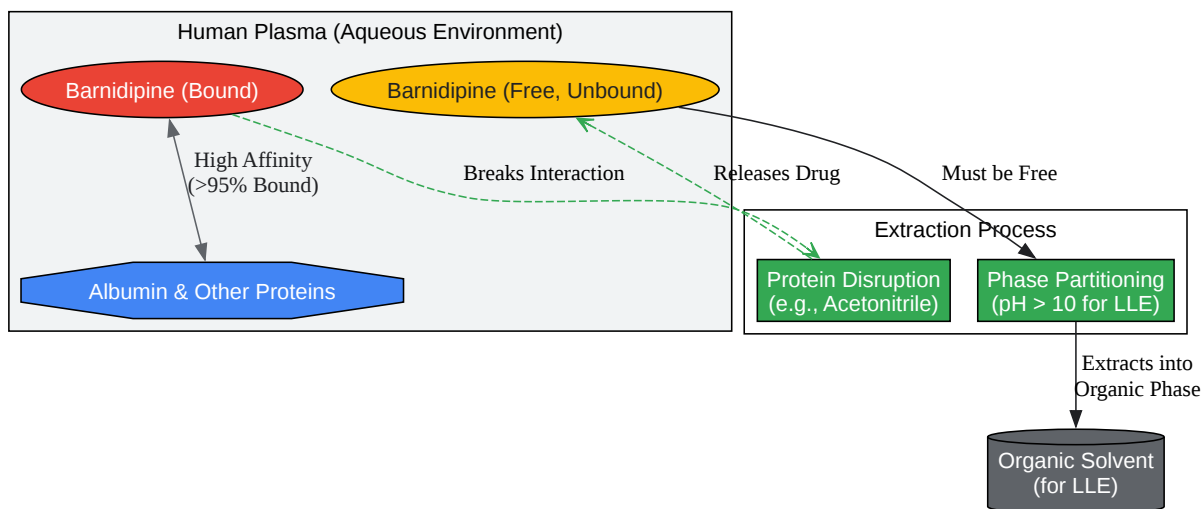 Human Plasma (Aqueous Environment)
Barnidipine (Bound)
Barnidipine (Free, Unbound)
High Affinity
(>95% Bound)
Breaks Interaction
Releases Drug
Must be Free
Albumin & Other Proteins
Extraction Process
Protein Disruption
(e.g., Acetonitrile)
Phase Partitioning
(pH > 10 for LLE)
Extracts into
Organic Phase
Organic Solvent
(for LLE)